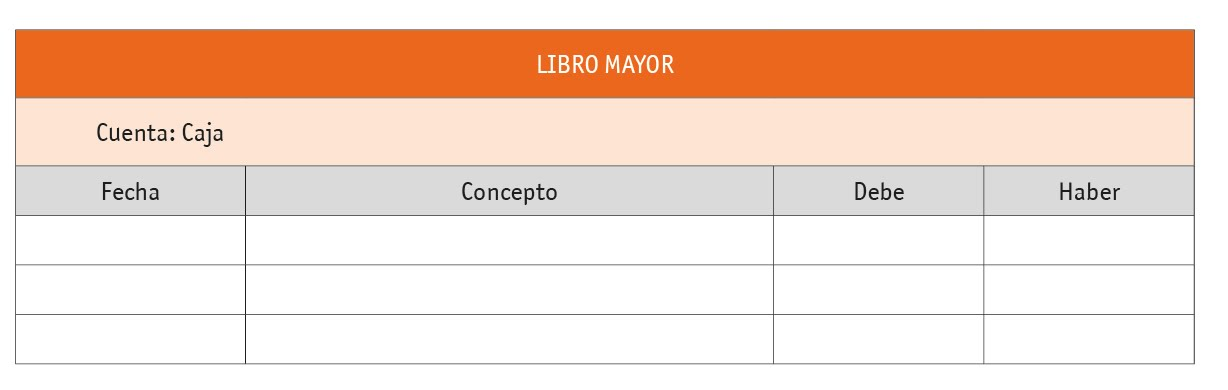 LIBRO MAYOR
Cuenta: Caja
Fecha Concepto Debe Haber